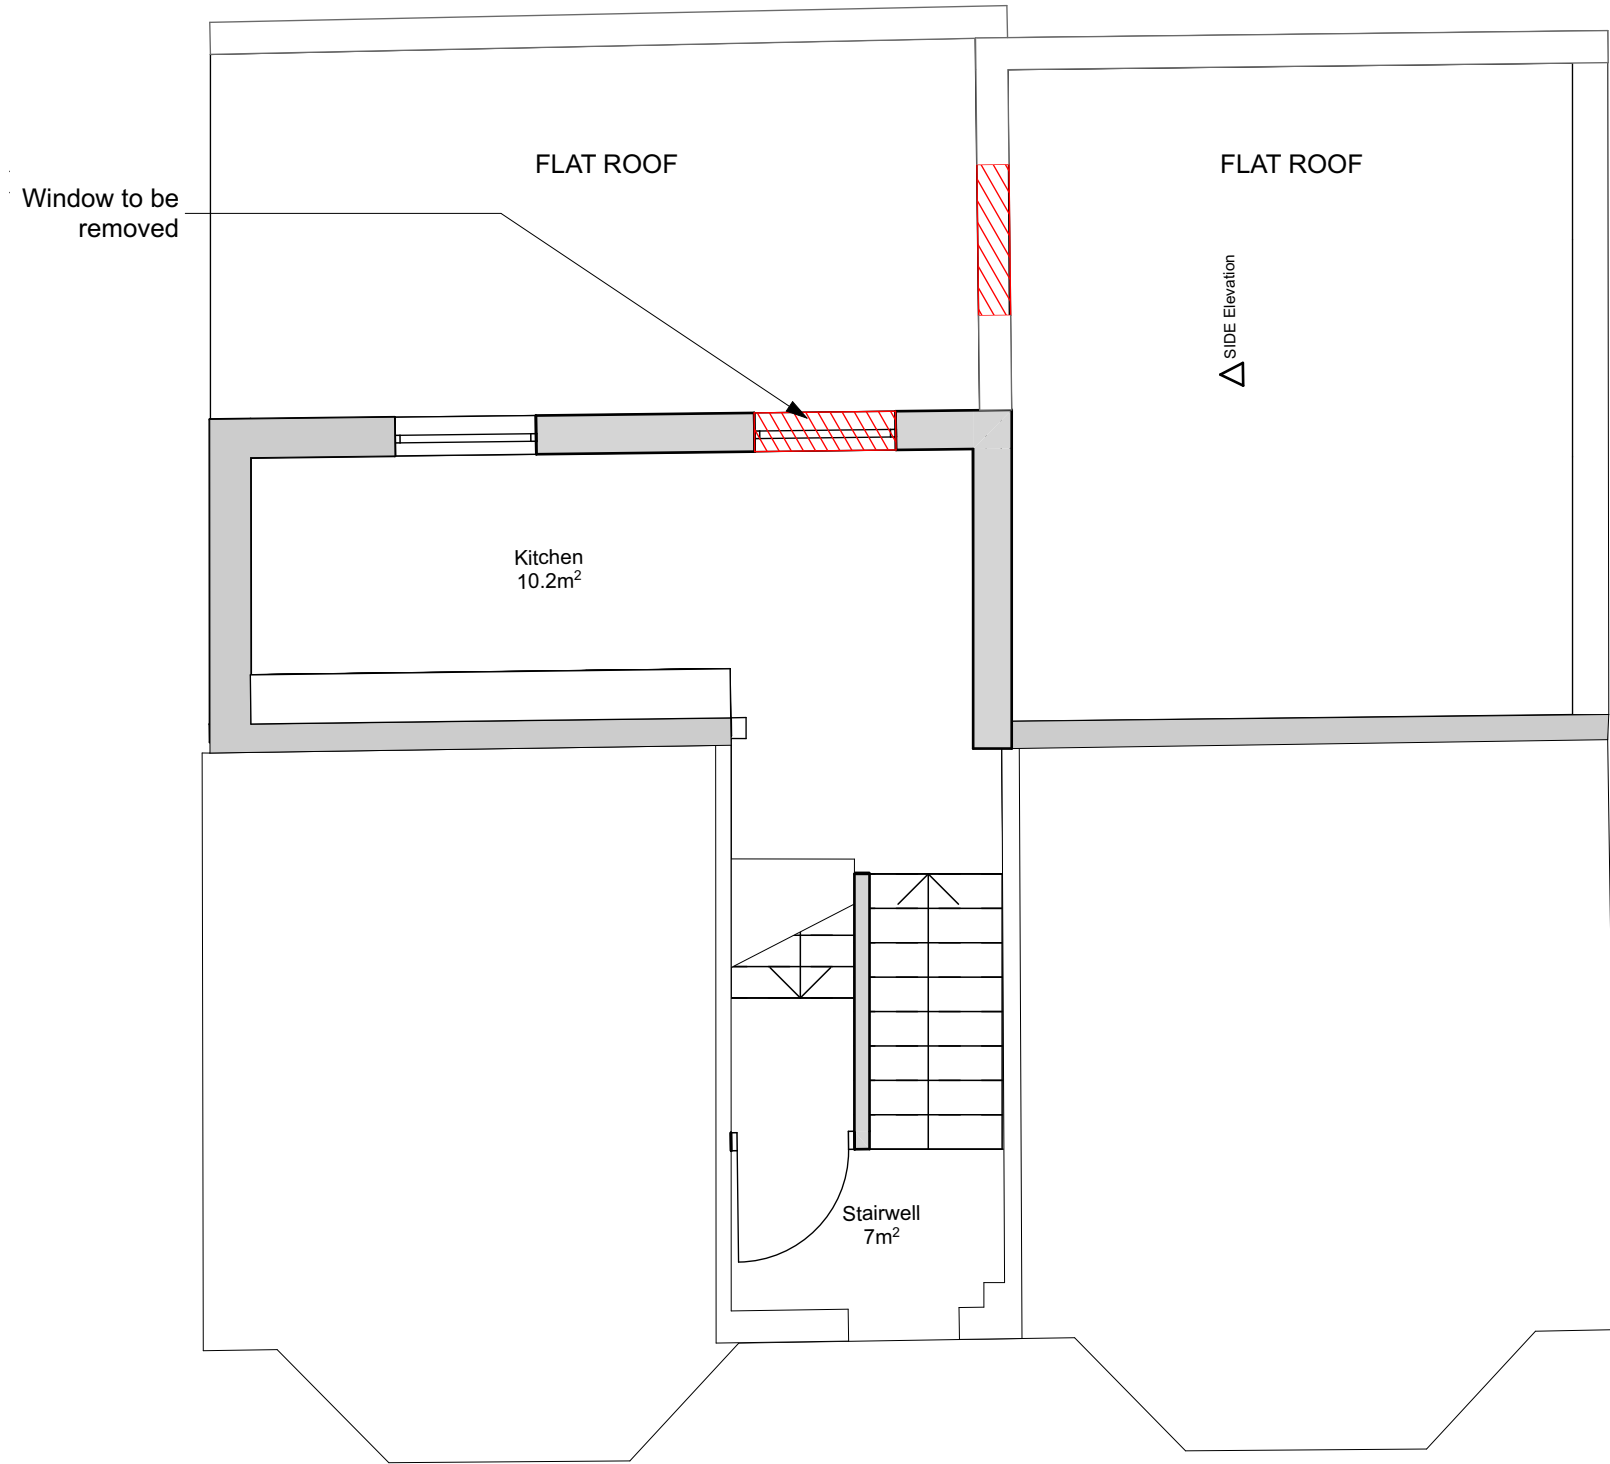 FLAT ROOF
FLAT ROOF
Window to be
removed
SIDE Elevation
Kitchen
10.2m²
Stairwell
7m²